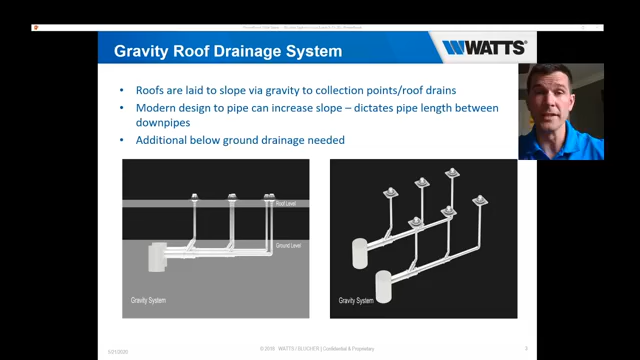 Gravity Roof Drainage System
WATTS®
• Roofs are laid to slope via gravity to collection points/roof drains
• Modern design to pipe can increase slope – dictates pipe length between
downpipes
• Additional below ground drainage needed
Roof Level
Ground Level
Gravity System
Gravity System
5/21/2020
© 2018 WATTS / BLÜCHER | Confidential & Proprietary